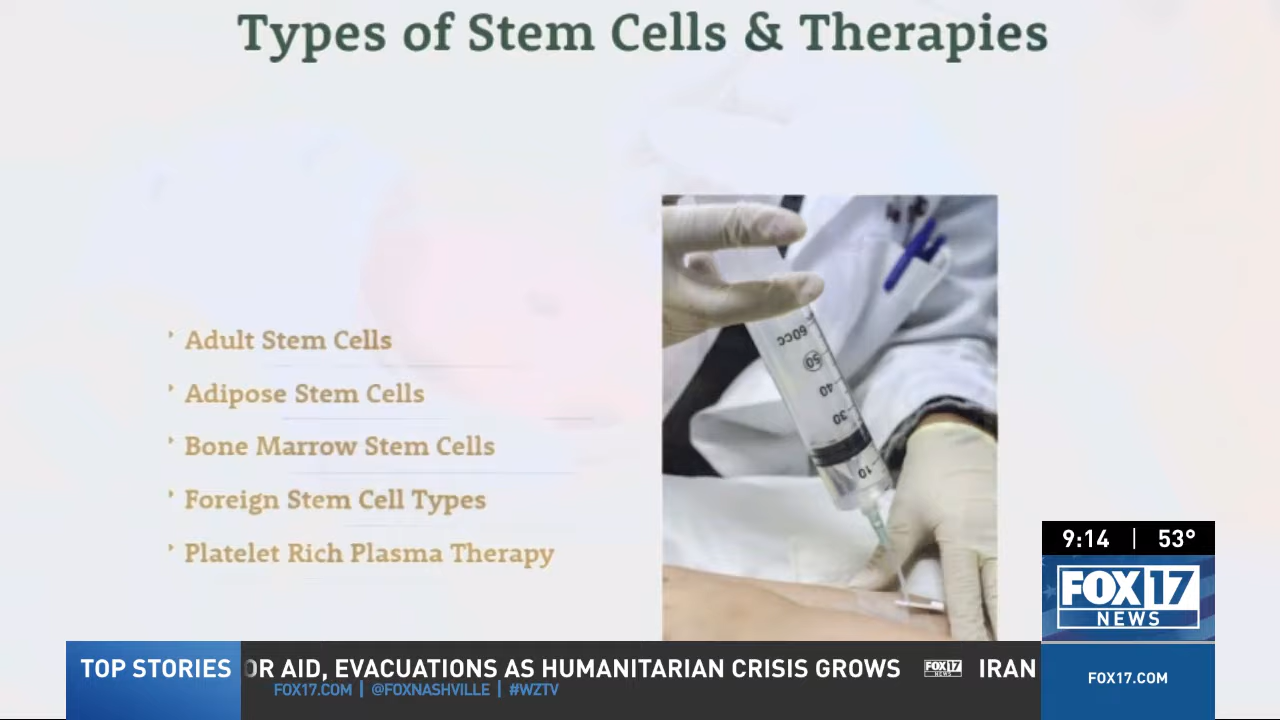 Types of Stem Cells & Therapies
Adult Stem Cells
Adipose Stem Cells
Bone Marrow Stem Cells
Foreign Stem Cell Types
Platelet Rich Plasma Therapy
60cc
50
40
30
10
9:14 | 53°
FOX 17
NEWS
TOP STORIES
OR AID, EVACUATIONS AS HUMANITARIAN CRISIS GROWS FOX 17 NEWS IRAN
FOX17.COM | @FOXNASHVILLE | #WZTV
FOX17.COM